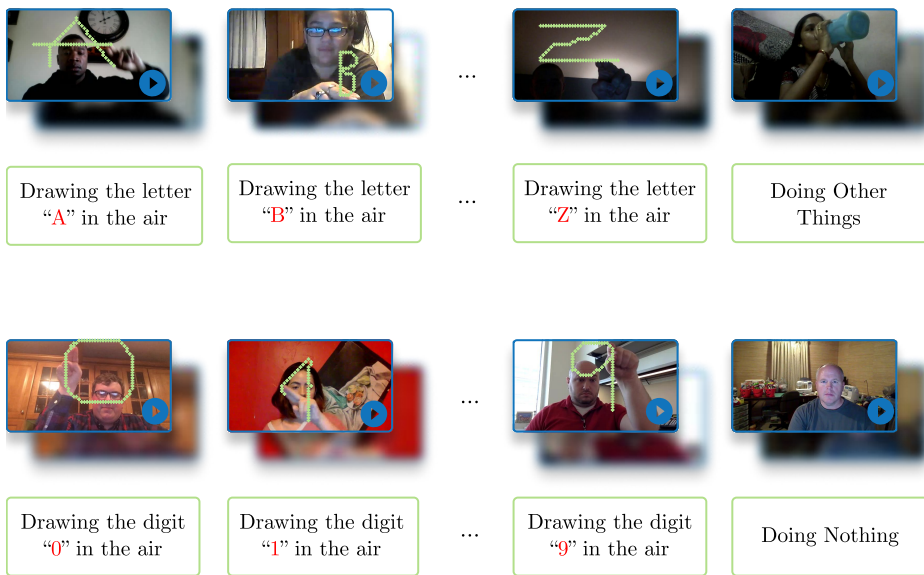 ...
Drawing the letter
“A” in the air
Drawing the letter
“B” in the air
...
Drawing the letter
“Z” in the air
Doing Other
Things
...
Drawing the digit
“0” in the air
Drawing the digit
“1” in the air
...
Drawing the digit
“9” in the air
Doing Nothing